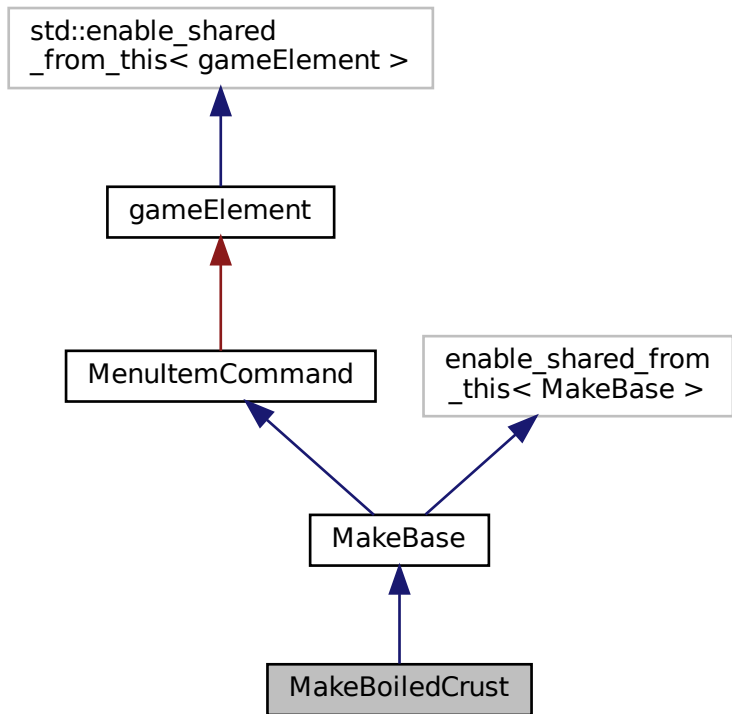 std::enable_shared
_from_this< gameElement >
gameElement
MenuItemCommand
enable_shared_from
_this< MakeBase >
MakeBase
MakeBoiledCrust